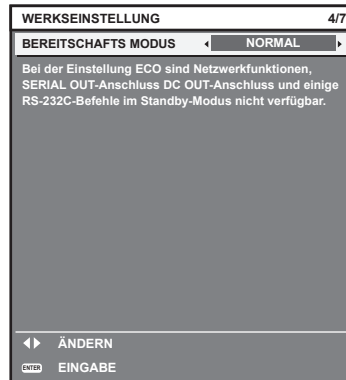 WERKSEINSTELLUNG 4/7
BEREITSCHAFTS MODUS NORMAL
Bei der Einstellung ECO sind Netzwerkfunktionen,
SERIAL OUT-Anschluss DC OUT-Anschluss und einige
RS-232C-Befehle im Standby-Modus nicht verfügbar.
ÄNDERN
ENTER EINGABE